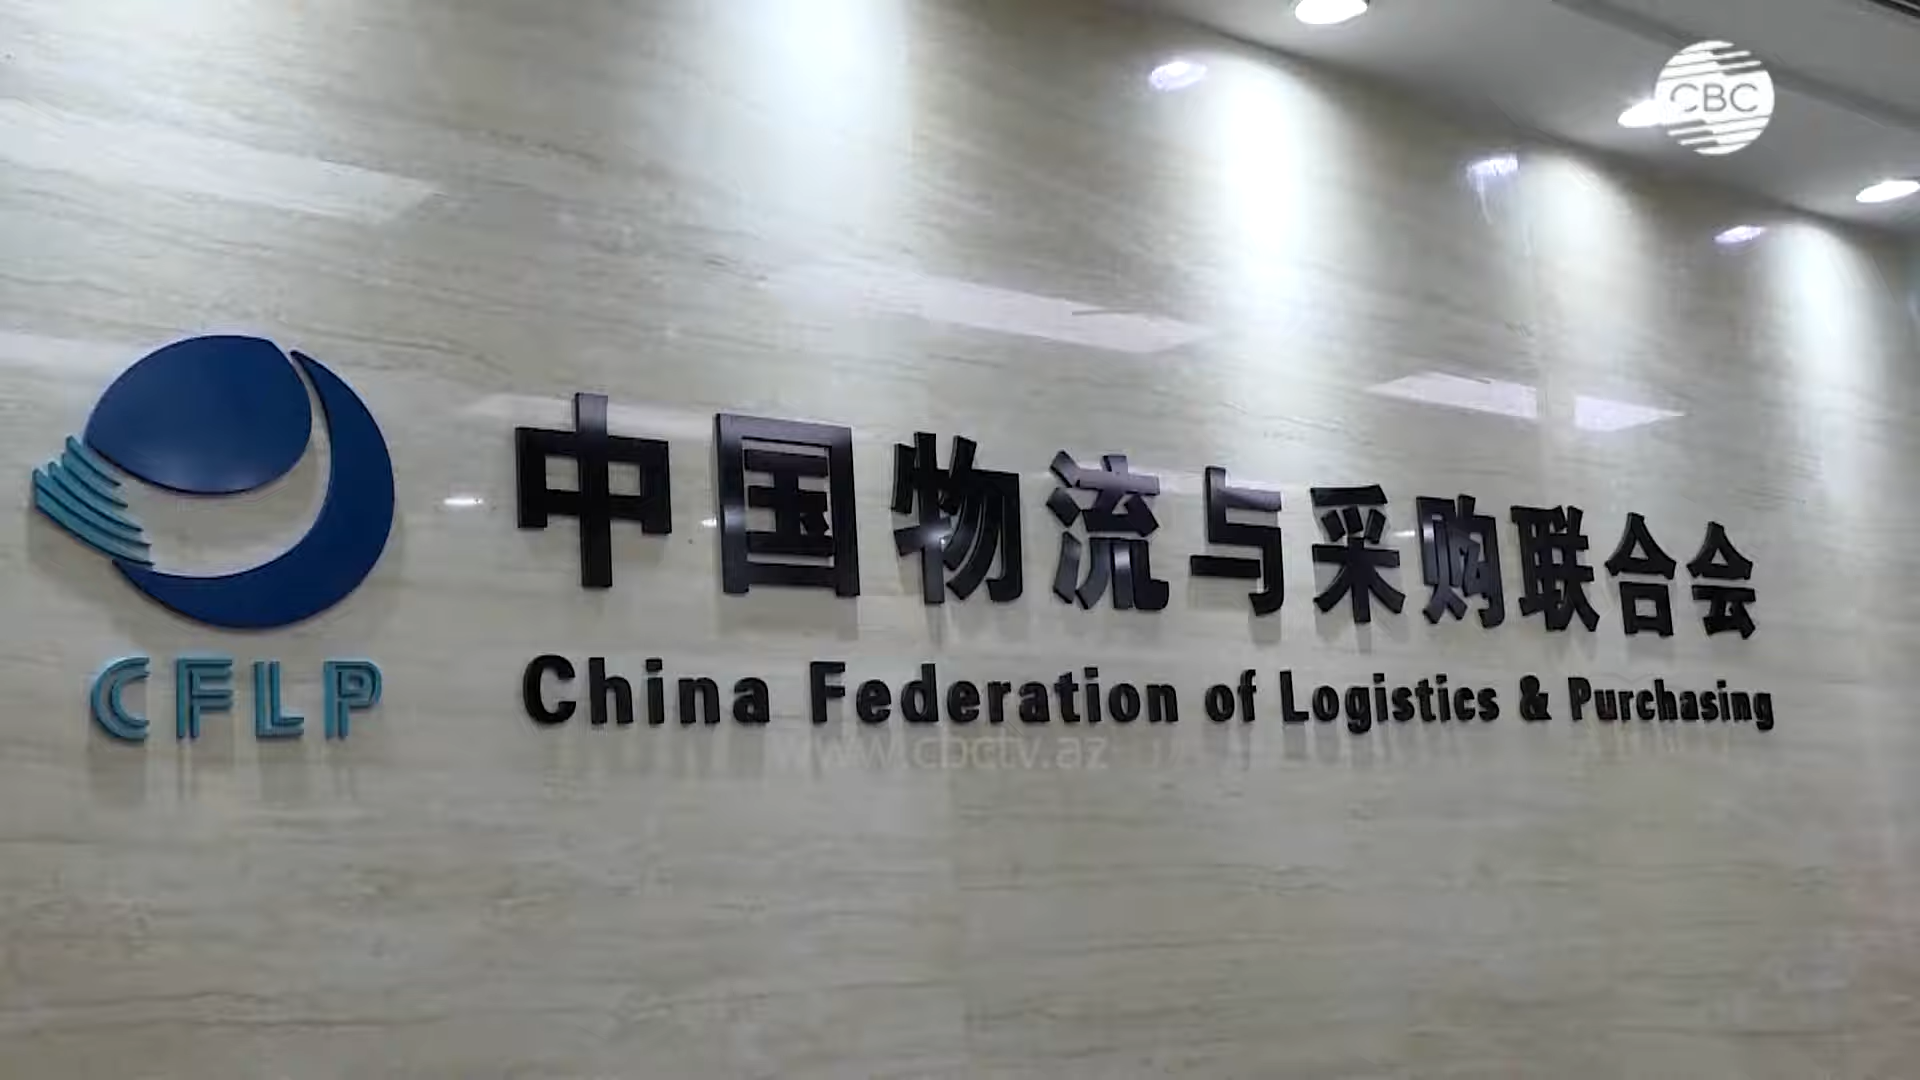 CBC
中国物流与采购联合会
CFLP
China Federation of Logistics & Purchasing
www.cbctv.az